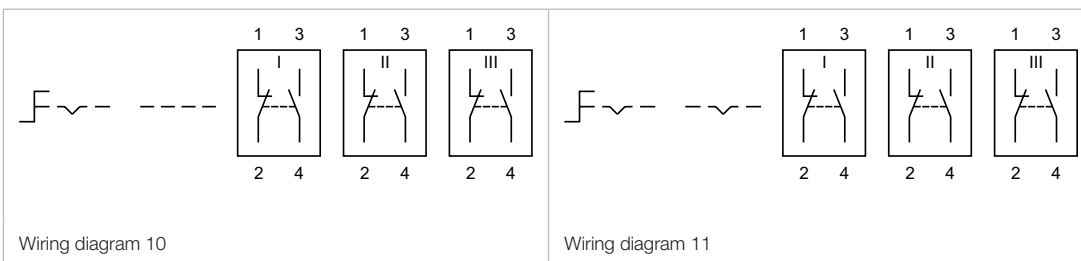 1 3 1 3 1 3
I II III
2 4 2 4 2 4
Wiring diagram 10
1 3 1 3 1 3
I II III
2 4 2 4 2 4
Wiring diagram 11